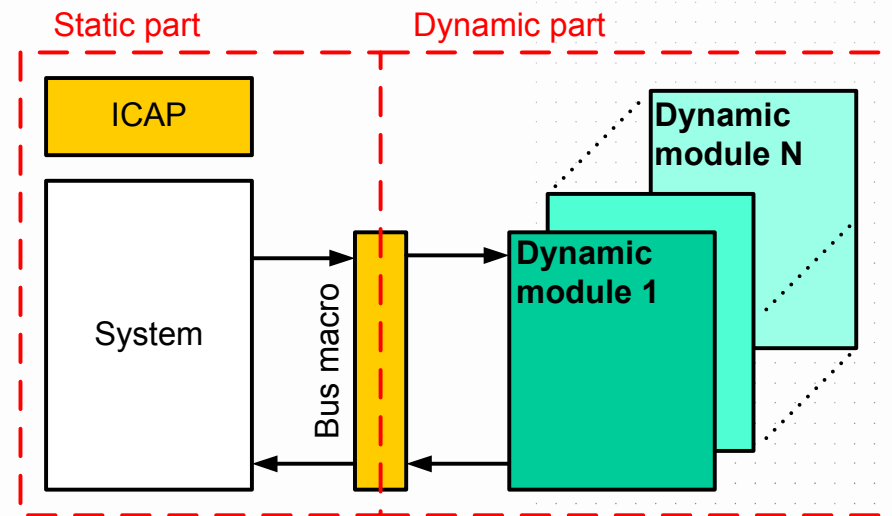 Static part
Dynamic part
ICAP
Dynamic
module N
Dynamic
module 1
System
Bus macro